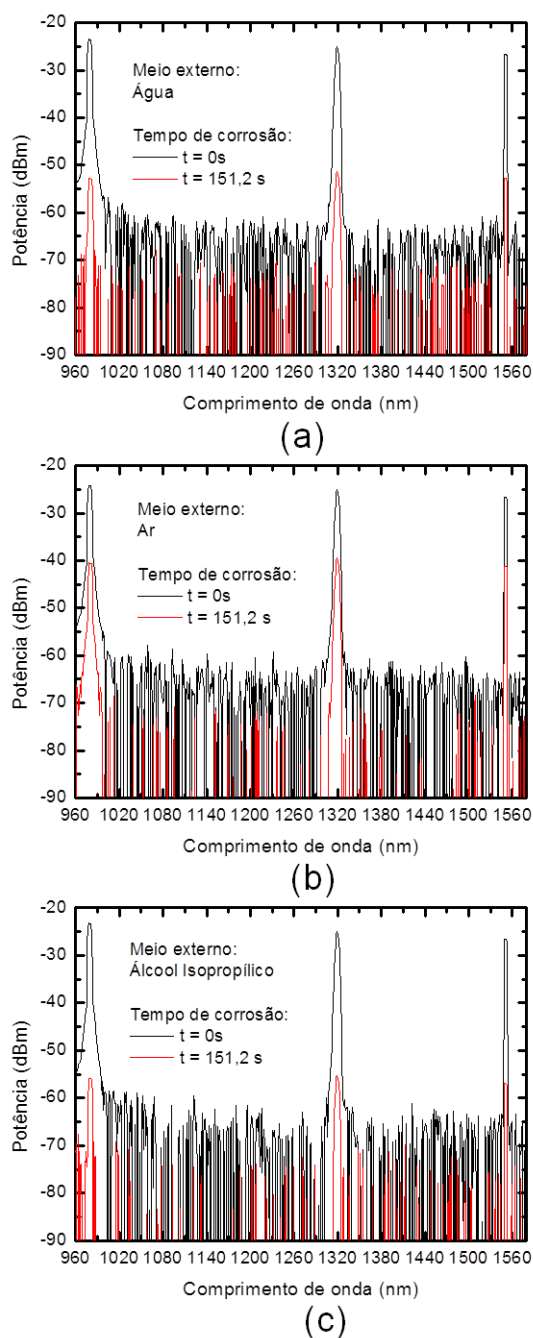 -20
-30
-40
-50
-60
-70
-80
-90
Potência (dBm)
Meio externo:
Água
Tempo de corrosão:
t = 0s
t = 151,2 s
960 1020 1080 1140 1200 1260 1320 1380 1440 1500 1560
Comprimento de onda (nm)
(a)
-20
-30
-40
-50
-60
-70
-80
-90
Potência (dBm)
Meio externo:
Ar
Tempo de corrosão:
t = 0s
t = 151,2 s
960 1020 1080 1140 1200 1260 1320 1380 1440 1500 1560
Comprimento de onda (nm)
(b)
-20
-30
-40
-50
-60
-70
-80
-90
Potência (dBm)
Meio externo:
Álcool Isopropílico
Tempo de corrosão:
t = 0s
t = 151,2 s
960 1020 1080 1140 1200 1260 1320 1380 1440 1500 1560
Comprimento de onda (nm)
(c)